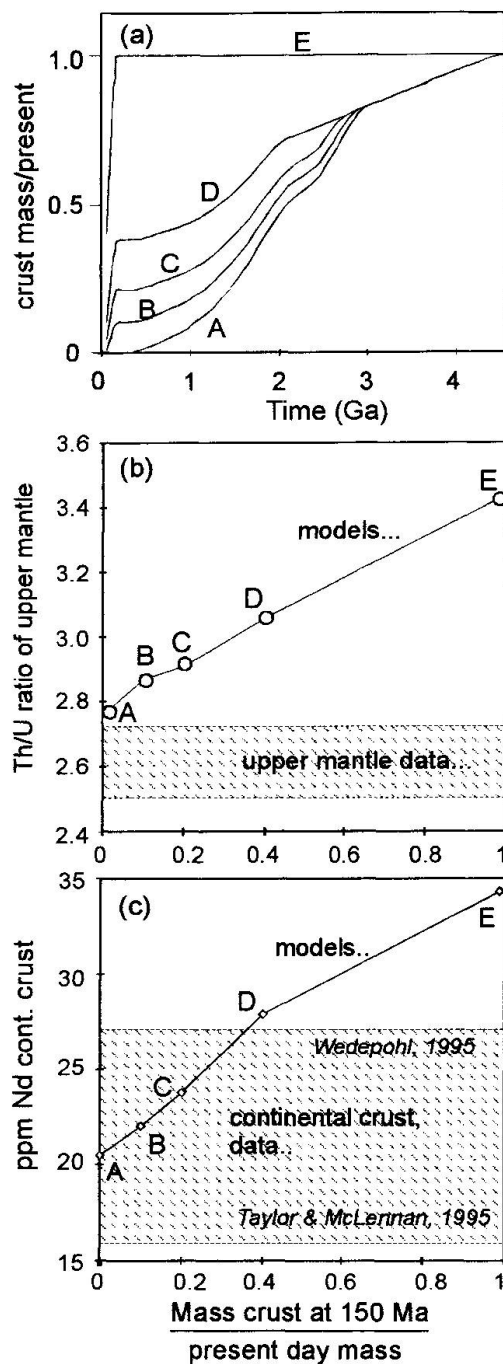 (a)
E
1.0
D
0.5
C
B
A
0
0 1 2 3 4
Time (Ga)
crust mass/present
3.6
(b)
E
3.4
models...
3.2
D
3.0
C
B
2.8
A
upper mantle data...
2.6
2.4
0 0.2 0.4 0.6 0.8 1
Th/U ratio of upper mantle
35
(c)
E
models..
30
D
Wedepohl, 1995
25
C
continental crust,
B
data..
20
A
Taylor & McLennan, 1995
15
0 0.2 0.4 0.6 0.8 1
ppm Nd cont. crust
Mass crust at 150 Ma
present day mass